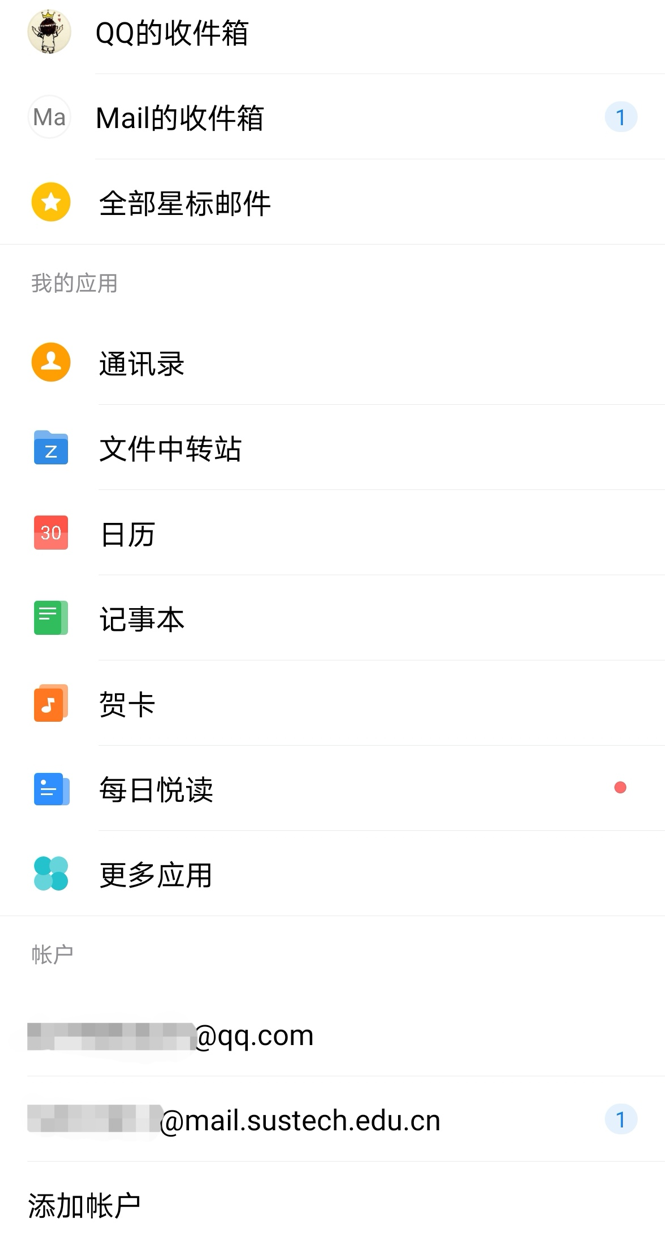 QQ的收件箱
Ma
Mail的收件箱
1
全部星标邮件
我的应用
通讯录
Z
文件中转站
30
日历
记事本
贺卡
每日悦读
更多应用
帐户
@qq.com
@mail.sustech.edu.cn
1
添加帐户